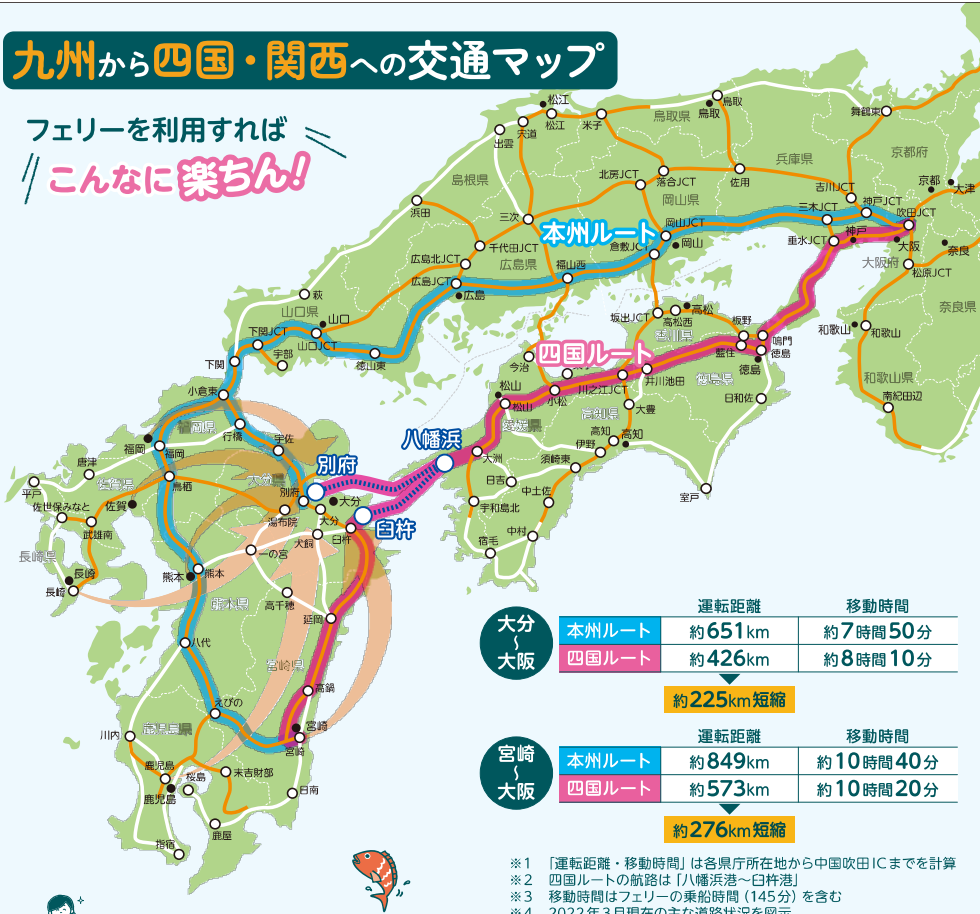 九州から四国・関西への交通マップ
フェリーを利用すれば
こんなに楽ちん!
松江
松江
宍道
米子
出雲
鳥取県
鳥取
鳥取
舞鶴東
京都府
兵庫県
佐用
北房JCT
落合JCT
岡山県
吉川JCT
京都
大津
島根県
浜田
三次
本州ルート
岡山JCT
三木JCT
神戸JCT
吹田JCT
神戸
垂水JCT
大阪
奈良
千代田JCT
広島県
倉敷JCT
岡山
広島北JCT
福山西
大阪府
松原JCT
広島JCT
広島
萩
山口県
山口
下関JCT
山口JCT
下関
宇部
徳山東
坂出JCT
高松
高松西
香川県
板野
鳴門
藍住
徳島
徳島
徳島県
和歌山
和歌山
奈良県
和歌山県
南紀田辺
今治
四国ルート
井川池田
川之江JCT
小松
松山
松山
愛媛県
高知県
大豊
日和佐
小倉東
福岡県
行橋
宇佐
福岡
福岡
八幡浜
大洲
高知
高知
伊野
須崎東
唐津
平戸
佐賀県
鳥栖
大分県
別府
別府
大分
大分
日吉
中土佐
室戸
佐世保みなと
佐賀
武雄南
湯布院
臼杵
臼杵
犬飼
宇和島北
宿毛
中村
長崎県
長崎
長崎
一の宮
熊本
熊本
熊本県
高千穂
延岡
八代
宮崎県
高鍋
えびの
宮崎
宮崎
川内
鹿児島県
鹿児島
鹿児島
桜島
末吉財部
日南
鹿屋
指宿
大分〜大阪
運転距離 移動時間
本州ルート 約651km 約7時間50分
四国ルート 約426km 約8時間10分
約225km短縮
宮崎〜大阪
運転距離 移動時間
本州ルート 約849km 約10時間40分
四国ルート 約573km 約10時間20分
約276km短縮
※1 「運転距離・移動時間」は各県庁所在地から中国吹田ICまでを計算
※2 四国ルートの航路は「八幡浜港〜臼杵港」
※3 移動時間はフェリーの乗船時間(145分)を含む
※4 2022年3月現在の主な道路状況を図示